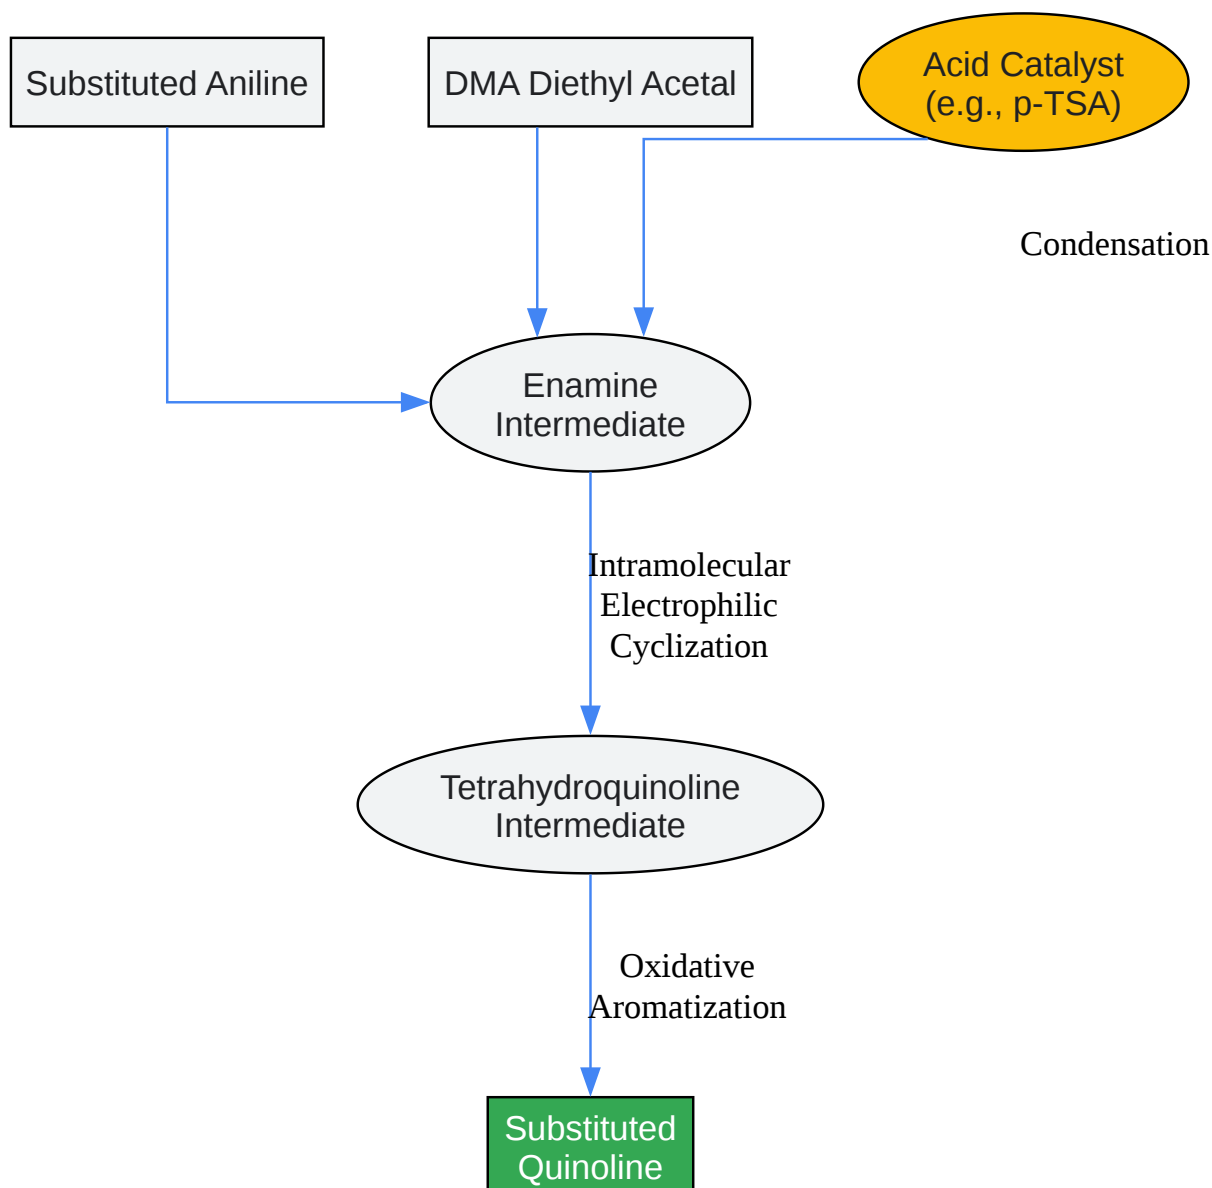 Substituted Aniline
DMA Diethyl Acetal
Acid Catalyst
(e.g., p-TSA)
Condensation
Enamine
Intermediate
Intramolecular
Electrophilic
Cyclization
Tetrahydroquinoline
Intermediate
Oxidative
Aromatization
Substituted
Quinoline